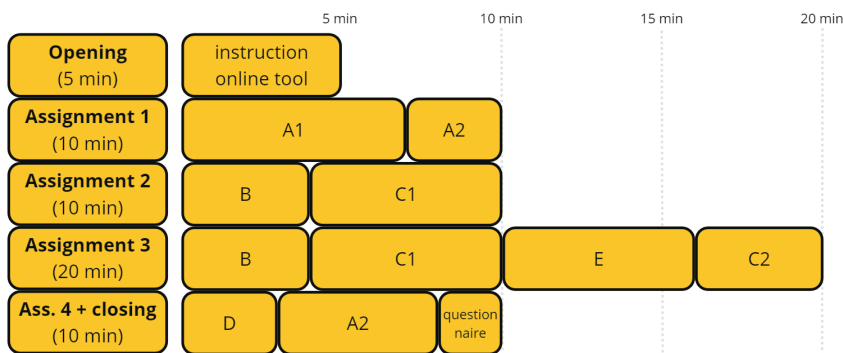 5 min
10 min
15 min
20 min
Opening
(5 min)
instruction
online tool
Assignment 1
(10 min)
A1
A2
Assignment 2
(10 min)
B
C1
Assignment 3
(20 min)
B
C1
E
C2
Ass. 4 + closing
(10 min)
D
A2
question
naire